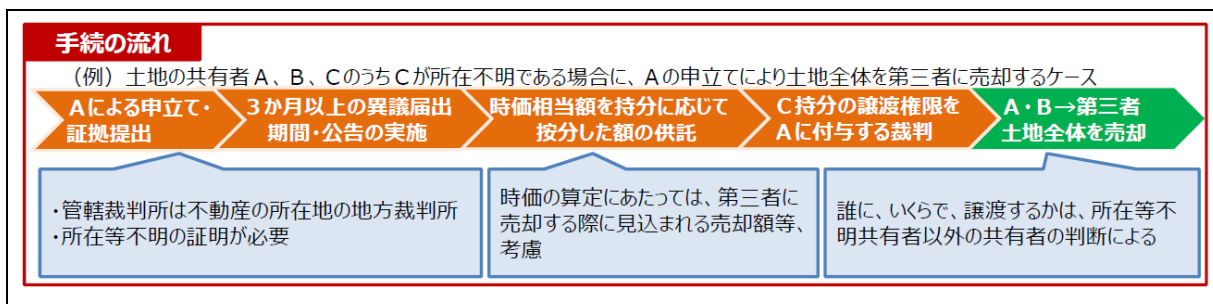 手続の流れ
（例）土地の共有者A、B、CのうちCが所在不明である場合に、Aの申立てにより土地全体を第三者に売却するケース
Aによる申立て・
証拠提出
３か月以上の異議届出
期間・公告の実施
時価相当額を持分に応じて
按分した額の供託
C持分の譲渡権限を
Aに付与する裁判
A・B→第三者
土地全体を売却
・管轄裁判所は不動産の所在地の地方裁判所
・所在等不明の証明が必要
時価の算定にあたっては、第三者に
売却する際に見込まれる売却額等、
考慮
誰に、いくらで、譲渡するかは、所在等不
明共有者以外の共有者の判断による